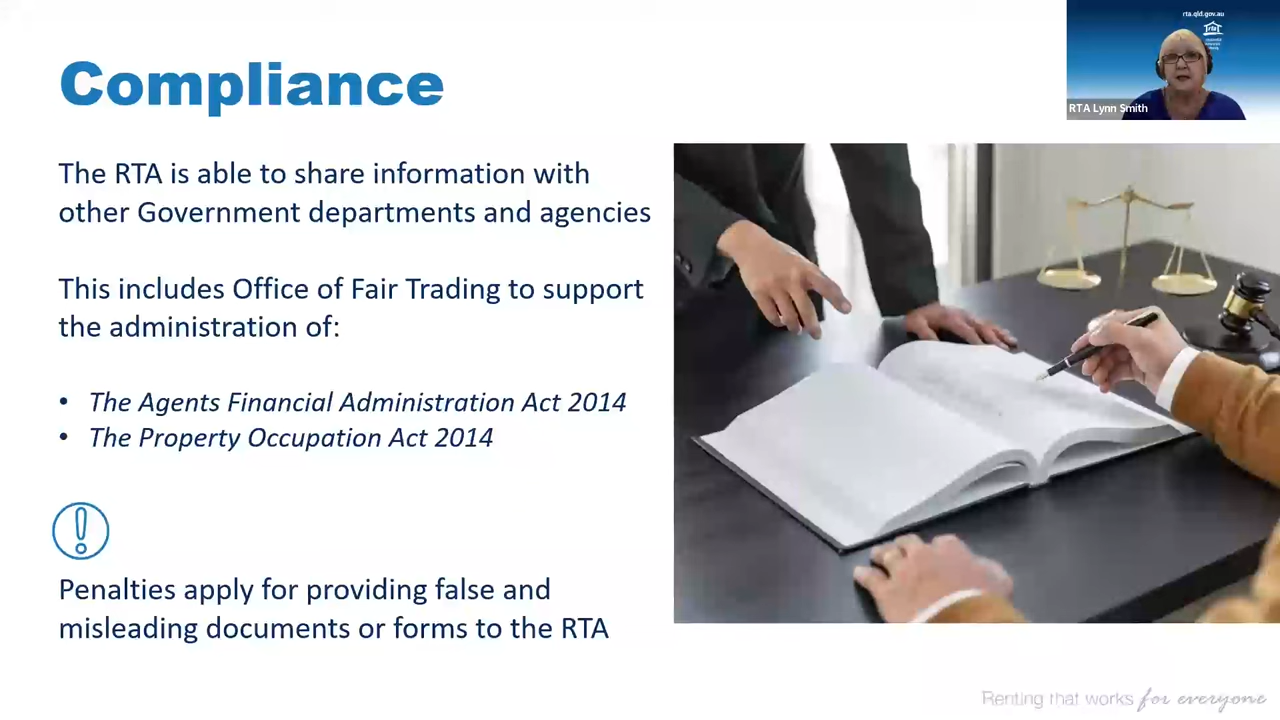 rta.qld.gov.au
rta
RTA Lynn Smith
Compliance
The RTA is able to share information with
other Government departments and agencies
This includes Office of Fair Trading to support
the administration of:
• The Agents Financial Administration Act 2014
• The Property Occupation Act 2014
Penalties apply for providing false and
misleading documents or forms to the RTA
Renting that works for everyone